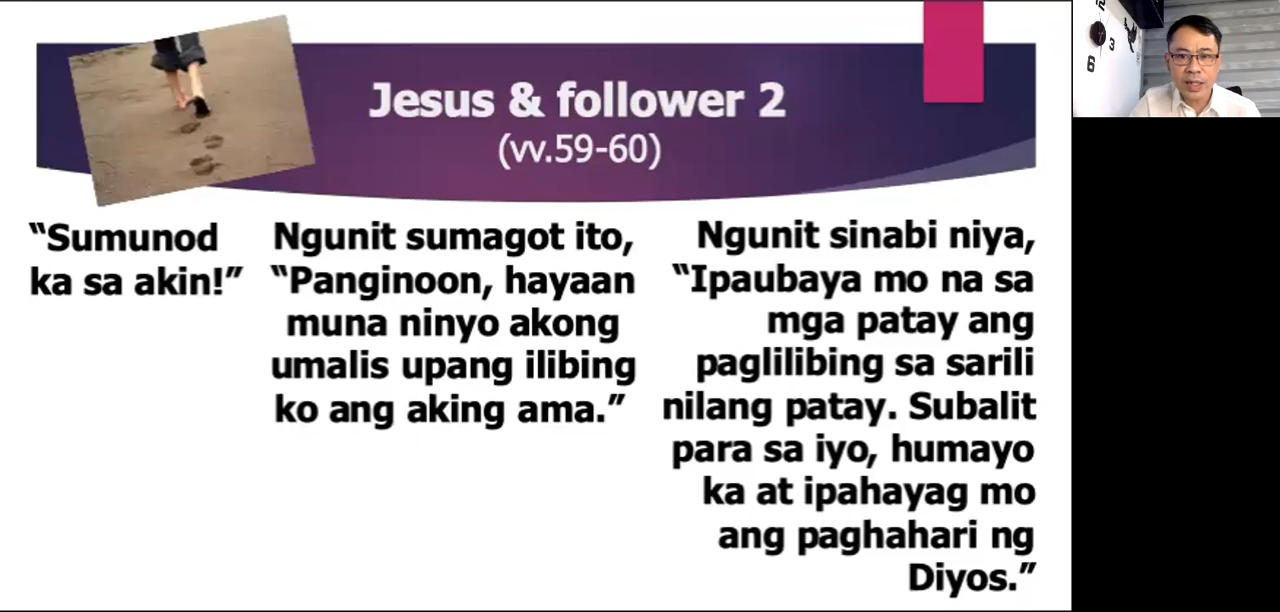 Jesus & follower 2
(vv.59-60)
“Sumunod
ka sa akin!”
Ngunit sumagot ito,
“Panginoon, hayaan
muna ninyo akong
umalis upang ilibing
ko ang aking ama.”
Ngunit sinabi niya,
“Ipaubaya mo na sa
mga patay ang
paglilibing sa sarili
nilang patay. Subalit
para sa iyo, humayo
ka at ipahayag mo
ang paghahari ng
Diyos.”
3
6